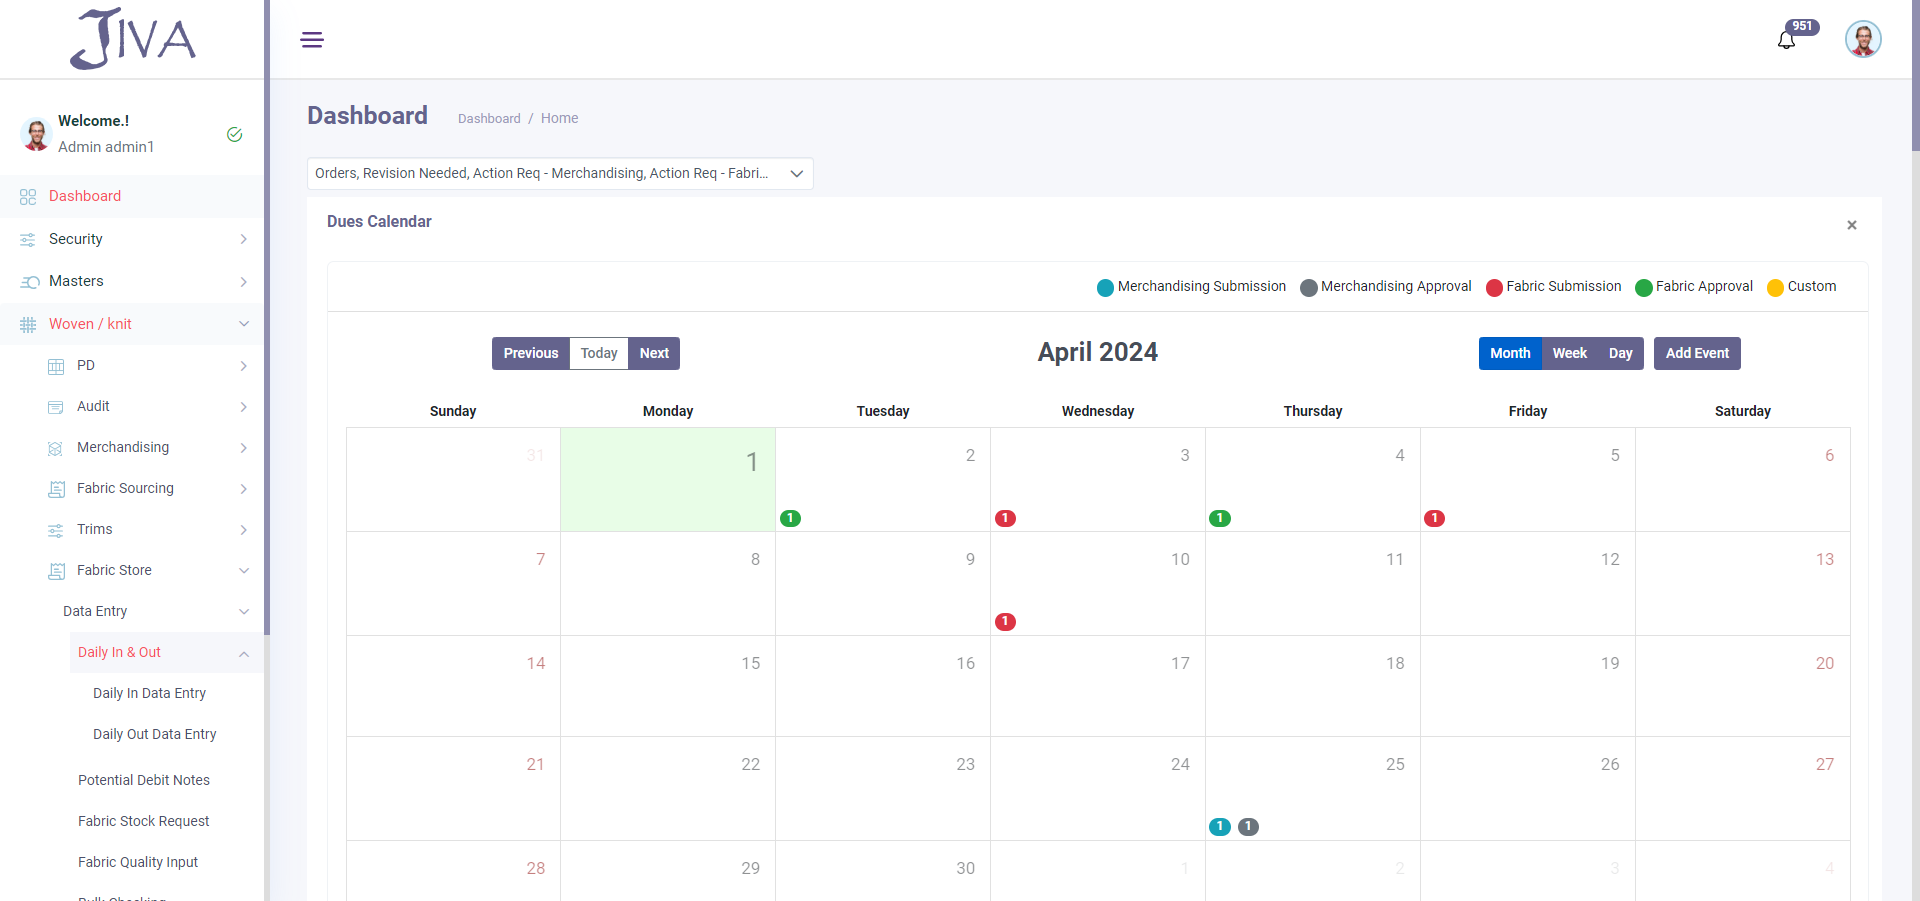 JIVA
951
Welcome.!
Admin admin1
Dashboard
Security
Masters
Woven / knit
PD
Audit
Merchandising
Fabric Sourcing
Trims
Fabric Store
Data Entry
Daily In & Out
Daily In Data Entry
Daily Out Data Entry
Potential Debit Notes
Fabric Stock Request
Fabric Quality Input
Dashboard
Dashboard / Home
Orders, Revision Needed, Action Req - Merchandising, Action Req - Fabri...
Dues Calendar
×
Merchandising Submission Merchandising Approval Fabric Submission Fabric Approval Custom
Previous Today Next
April 2024
Month Week Day Add Event
Sunday Monday Tuesday Wednesday Thursday Friday Saturday
31 1 2 3 4 5 6
1 1 1 1
7 8 9 10 11 12 13
1
14 15 16 17 18 19 20
21 22 23 24 25 26 27
1 1
28 29 30 1 2 3 4